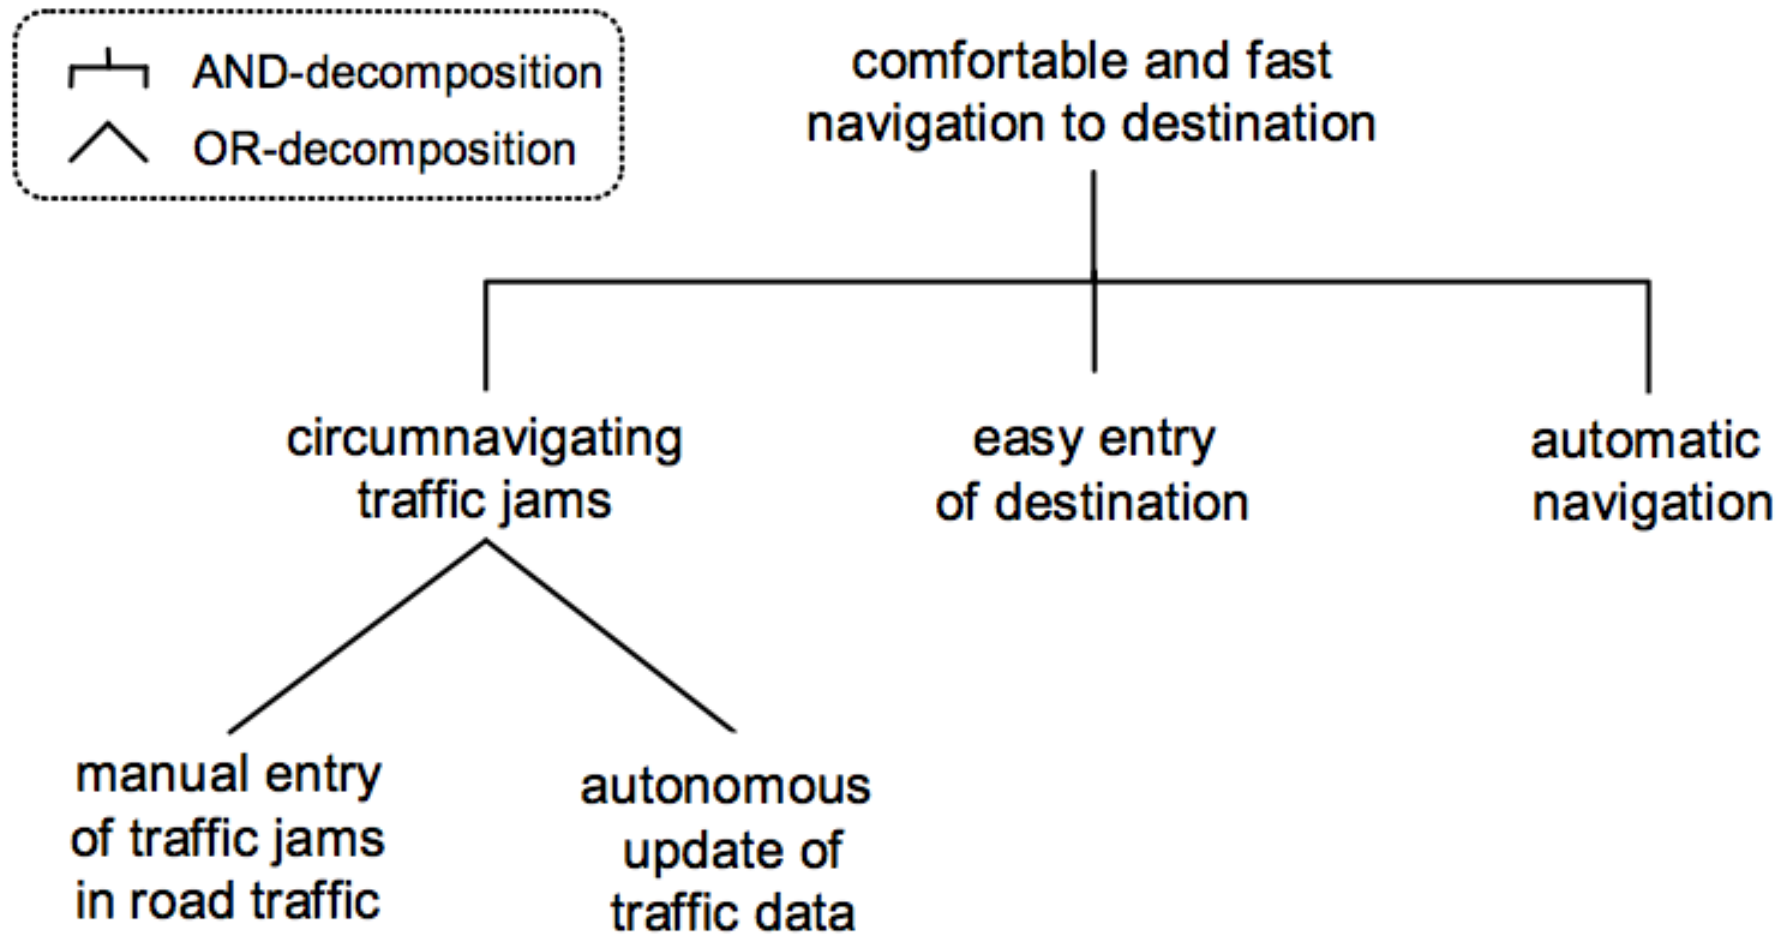 AND-decomposition
OR-decomposition
comfortable and fast
navigation to destination
circumnavigating
traffic jams
easy entry
of destination
automatic
navigation
manual entry
of traffic jams
in road traffic
autonomous
update of
traffic data